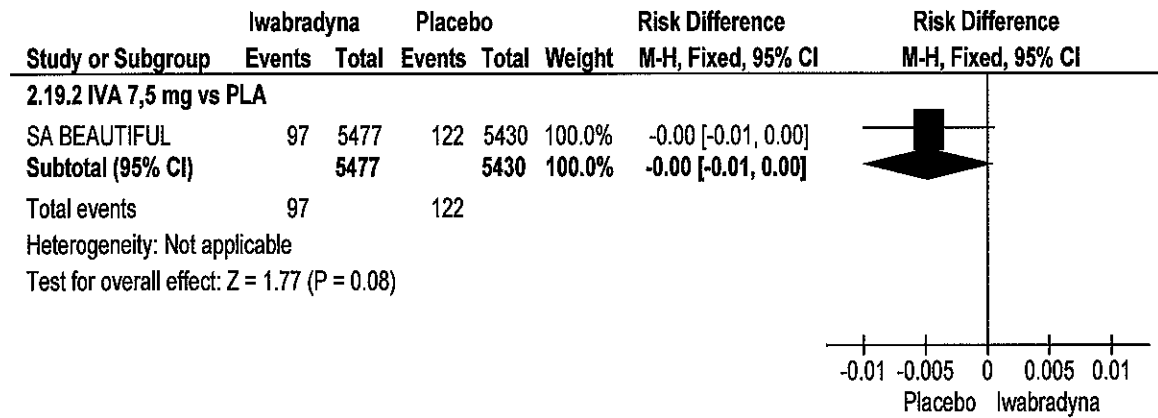 Iwabradyna Placebo Risk Difference Risk Difference
Study or Subgroup Events Total Events Total Weight M-H, Fixed, 95% CI M-H, Fixed, 95% CI
2.19.2 IVA 7,5 mg vs PLA
SA BEAUTIFUL 97 5477 122 5430 100.0% -0.00 [-0.01, 0.00]
Subtotal (95% CI) 5477 5430 100.0% -0.00 [-0.01, 0.00]
Total events 97 122
Heterogeneity: Not applicable
Test for overall effect: Z = 1.77 (P = 0.08)
-0.01 -0.005 0 0.005 0.01
Placebo Iwabradyna